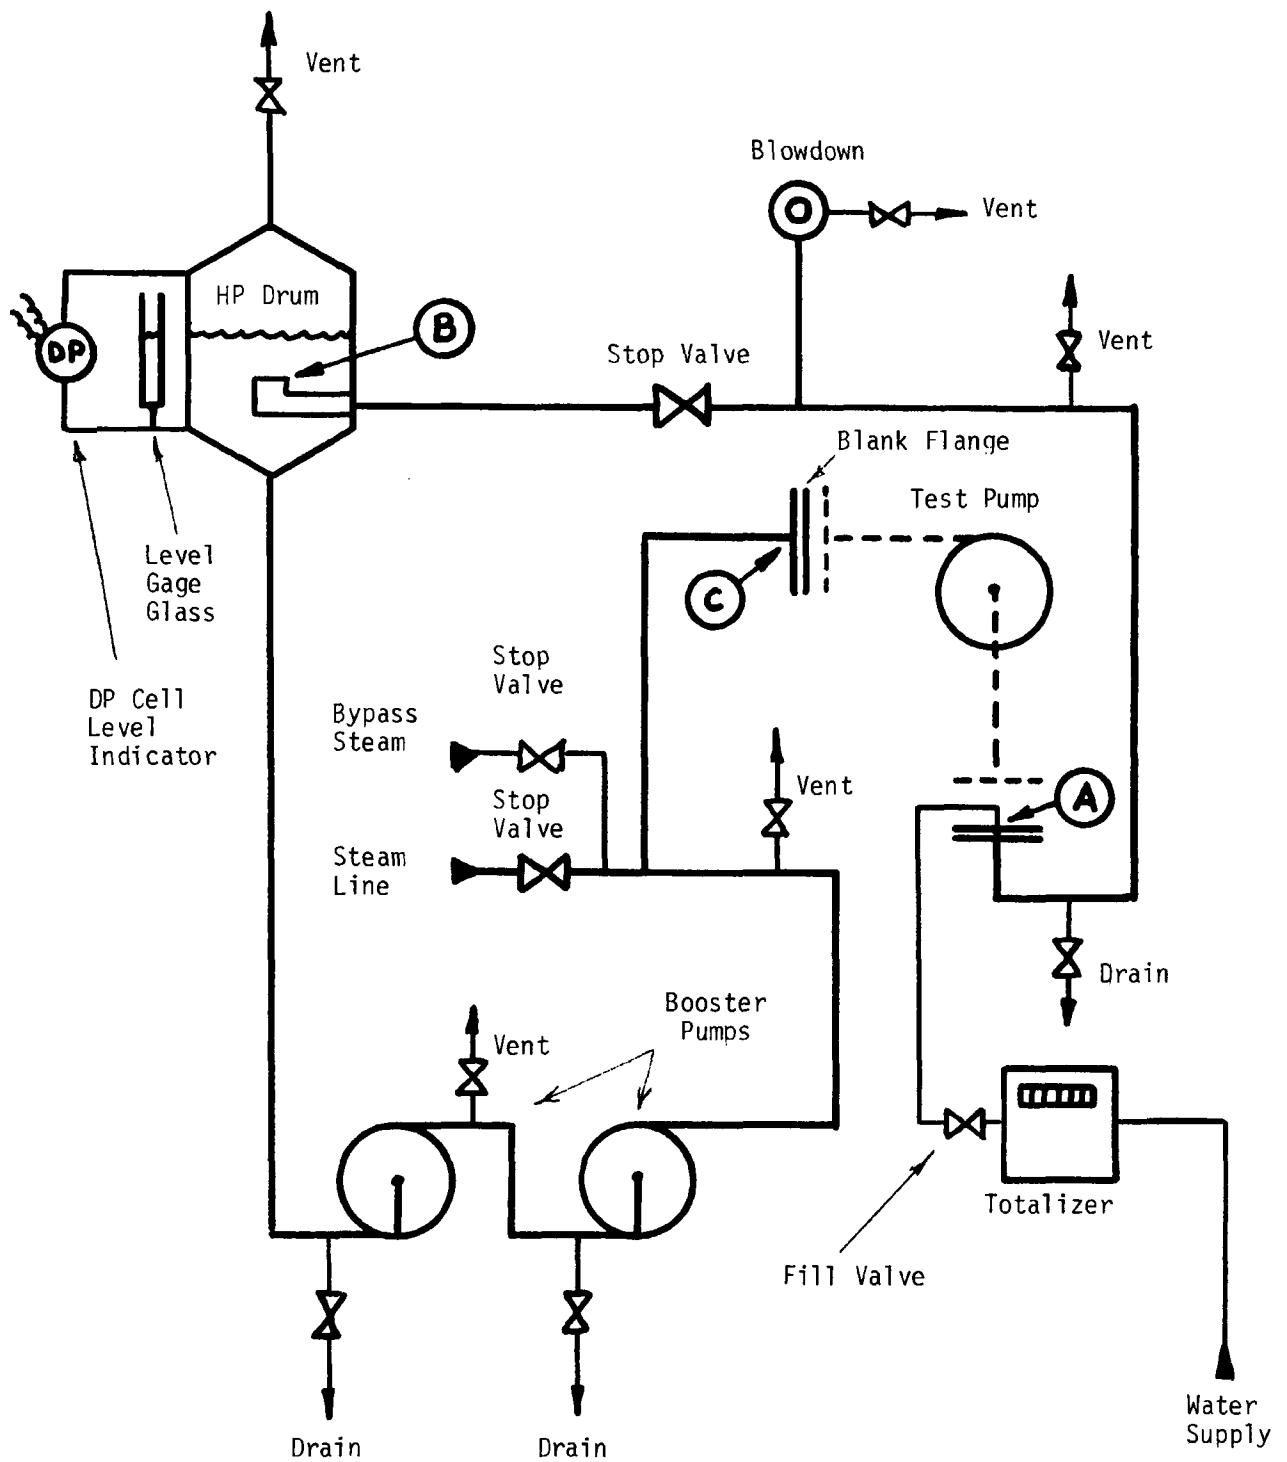 Vent
Blowdown
Vent
HP Drum
B
DP
Stop Valve
Vent
Blank Flange
Test Pump
C
Level
Gage
Glass
Stop
Valve
DP Cell
Level
Indicator
Bypass
Steam
Vent
A
Stop
Valve
Steam
Line
Drain
Booster
Pumps
Vent
Totalizer
Fill Valve
Water
Supply
Drain
Drain